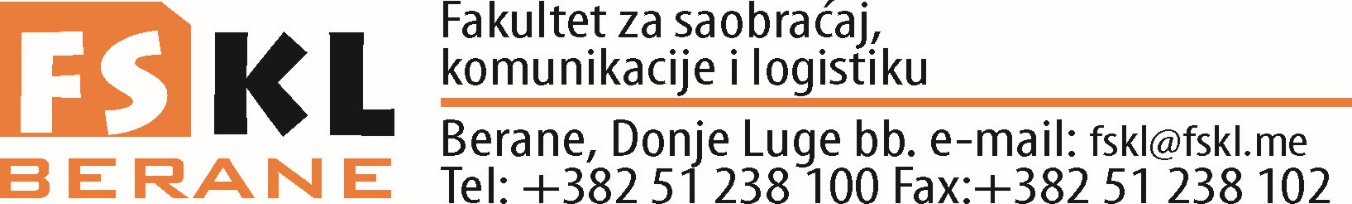 FSKL
BERANE
Fakultet za saobraćaj,
komunikacije i logistiku
Berane, Donje Luge bb. e-mail: fskl@fskl.me
Tel: +382 51 238 100 Fax:+382 51 238 102